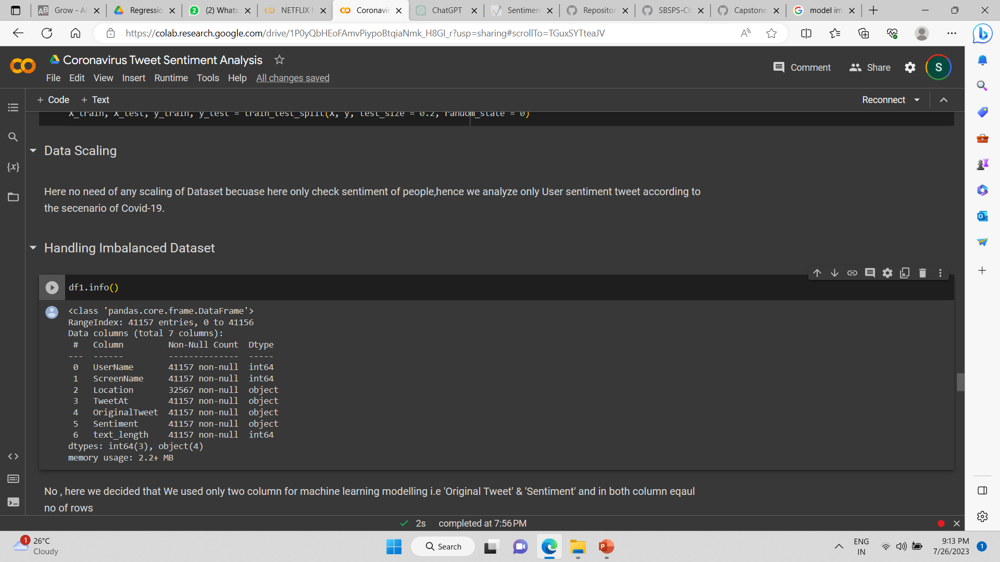 Grow - Al
Regressio
(2) Whats
NETFLIX M
Coronavir
ChatGPT
Sentimen
Repositor
SBSPS-Ch
Capstone
model im
https://colab.research.google.com/drive/1P0yQbHEoFAmvPiypoBtqiaNmk_H8GI_r?usp=sharing#scrollTo=TGuxSYTteaJV
Coronavirus Tweet Sentiment Analysis
Comment
Share
S
File Edit View Insert Runtime Tools Help All changes saved
+ Code + Text
Reconnect
X_train, X_test, y_train, y_test = train_test_split(X, y, test_size = 0.2, random_state = 0)
Data Scaling
Here no need of any scaling of Dataset becuase here only check sentiment of people,hence we analyze only User sentiment tweet according to
the secenario of Covid-19.
Handling Imbalanced Dataset
df1.info()
<class 'pandas.core.frame.DataFrame'>
RangeIndex: 41157 entries, 0 to 41156
Data columns (total 7 columns):
# Column Non-Null Count Dtype
--- ------ -------------- -----
0 UserName 41157 non-null int64
1 ScreenName 41157 non-null int64
2 Location 32567 non-null object
3 TweetAt 41157 non-null object
4 OriginalTweet 41157 non-null object
5 Sentiment 41157 non-null object
6 text_length 41157 non-null int64
dtypes: int64(3), object(4)
memory usage: 2.2+ MB
No , here we decided that We used only two column for machine learning modelling i.e 'Original Tweet' & 'Sentiment' and in both column eqaul
no of rows
2s completed at 7:56 PM
1
26°C
Cloudy
Search
ENG
IN
9:13 PM
7/26/2023
1